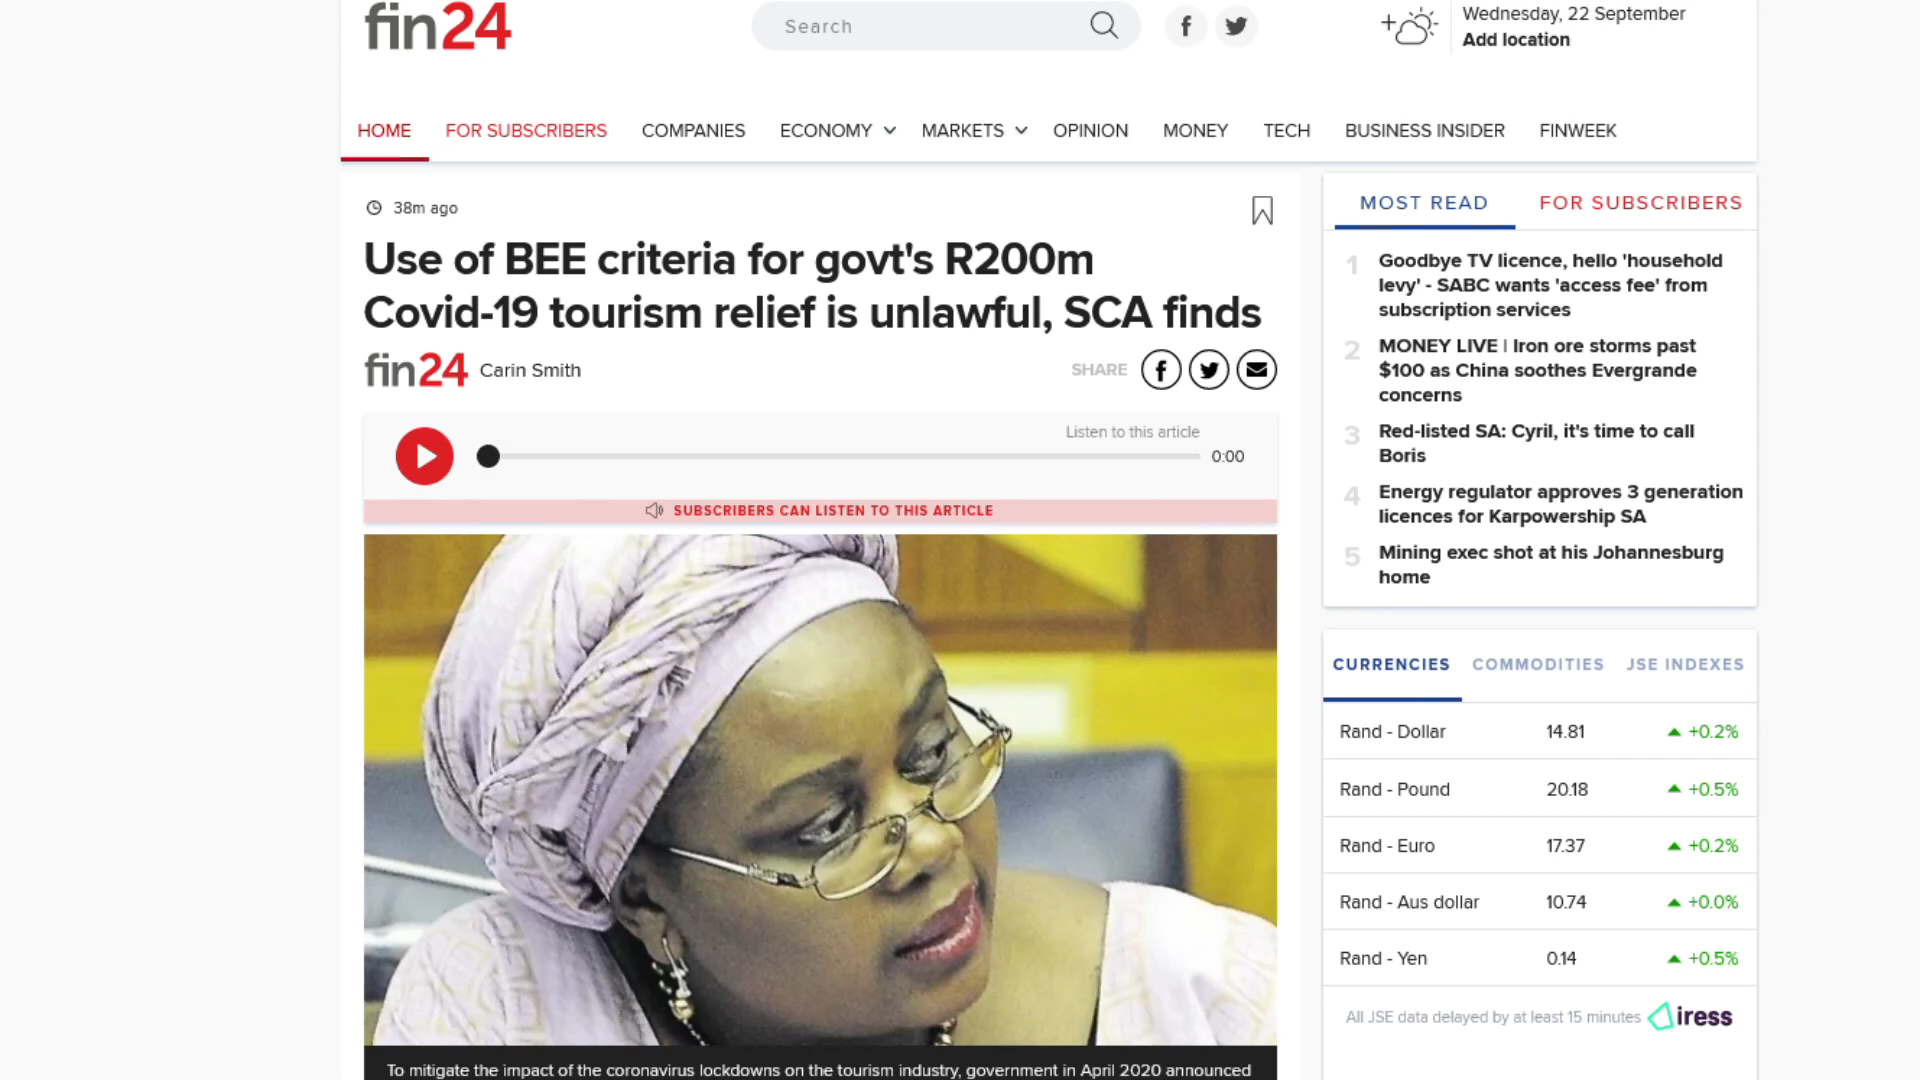 fin24
Search
Wednesday, 22 September
Add location
HOME
FOR SUBSCRIBERS
COMPANIES
ECONOMY
MARKETS
OPINION
MONEY
TECH
BUSINESS INSIDER
FINWEEK
38m ago
Use of BEE criteria for govt's R200m
Covid-19 tourism relief is unlawful, SCA finds
fin24 Carin Smith
SHARE
Listen to this article
0:00
SUBSCRIBERS CAN LISTEN TO THIS ARTICLE
To mitigate the impact of the coronavirus lockdowns on the tourism industry, government in April 2020 announced
MOST READ
FOR SUBSCRIBERS
1 Goodbye TV licence, hello 'household
levy' - SABC wants 'access fee' from
subscription services
2 MONEY LIVE | Iron ore storms past
$100 as China soothes Evergrande
concerns
3 Red-listed SA: Cyril, it's time to call
Boris
4 Energy regulator approves 3 generation
licences for Karpowership SA
5 Mining exec shot at his Johannesburg
home
CURRENCIES COMMODITIES JSE INDEXES
Rand - Dollar 14.81 +0.2%
Rand - Pound 20.18 +0.5%
Rand - Euro 17.37 +0.2%
Rand - Aus dollar 10.74 +0.0%
Rand - Yen 0.14 +0.5%
All JSE data delayed by at least 15 minutes iress